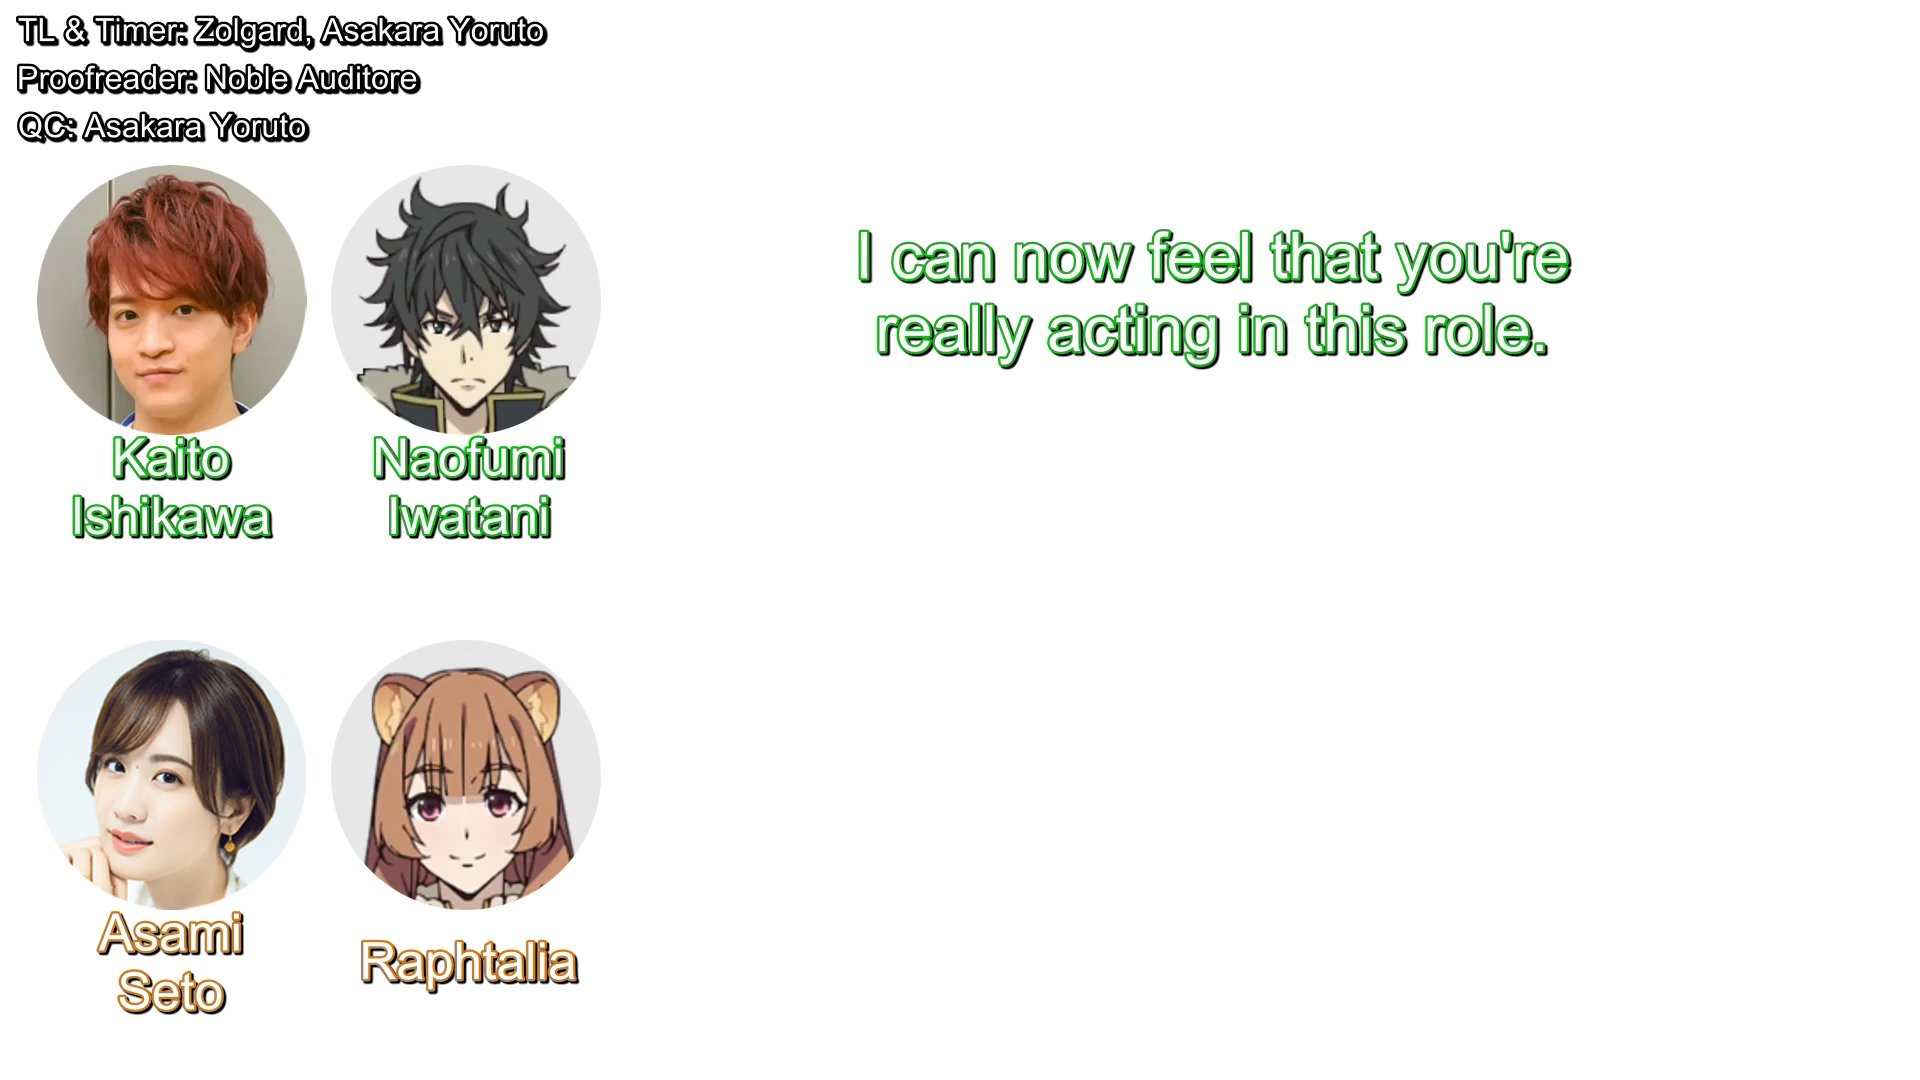 TL & Timer: Zolgard, Asakara Yoruto
Proofreader: Noble Auditore
QC: Asakara Yoruto
I can now feel that you're
really acting in this role.
Kaito
Ishikawa
Naofumi
Iwatani
Asami
Seto
Raphtalia